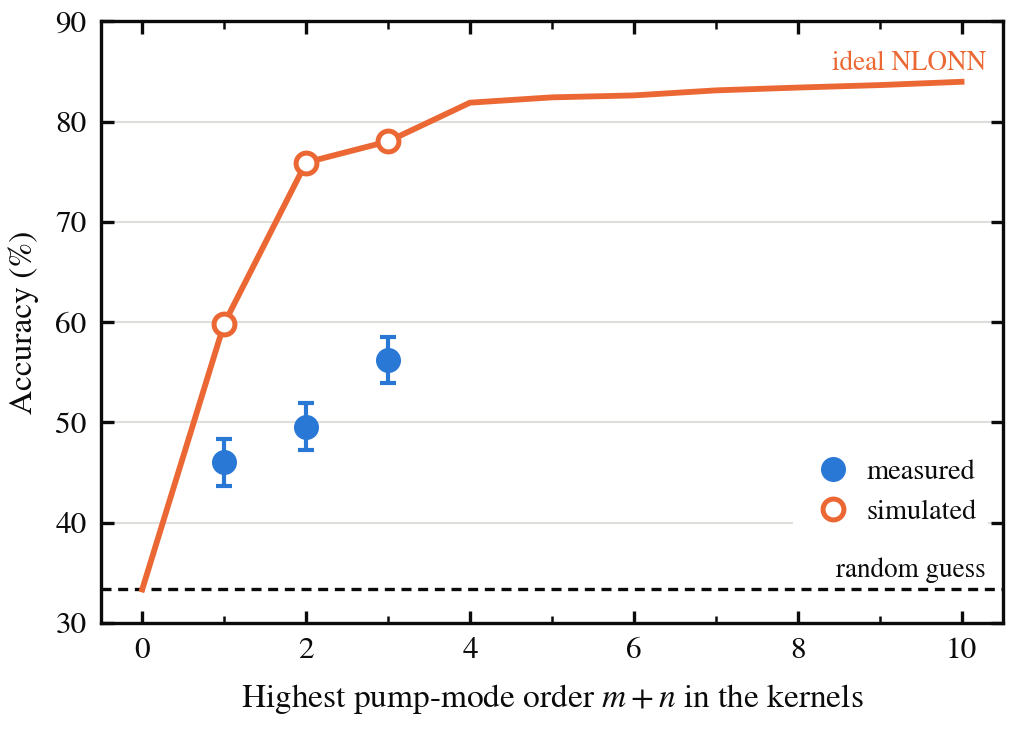 90
80
70
60
50
40
30
Accuracy (%)
ideal NLONN
measured
simulated
random guess
0 2 4 6 8 10
Highest pump-mode order m + n in the kernels